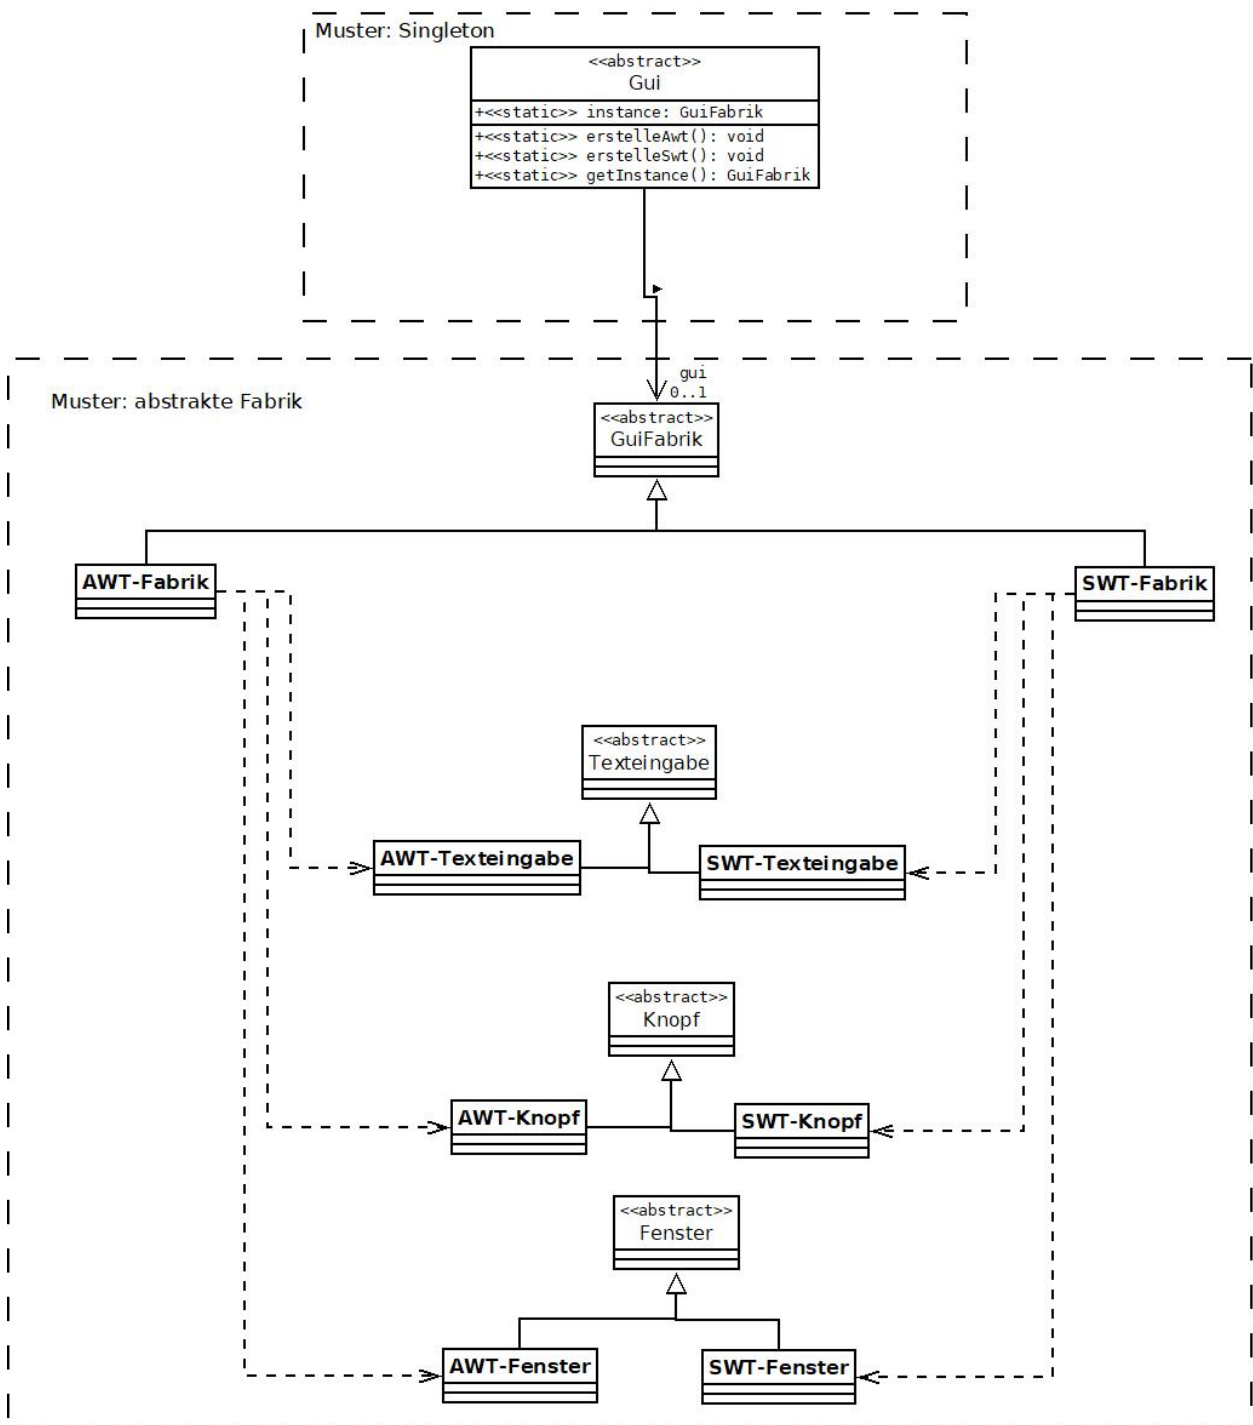 Muster: Singleton
<<abstract>>
Gui
+<<static>> instance: GuiFabrik
+<<static>> erstelleAwt(): void
+<<static>> erstelleSwt(): void
+<<static>> getInstance(): GuiFabrik
gui
0..1
Muster: abstrakte Fabrik
<<abstract>>
GuiFabrik
AWT-Fabrik
SWT-Fabrik
<<abstract>>
Texteingabe
AWT-Texteingabe
SWT-Texteingabe
<<abstract>>
Knopf
AWT-Knopf
SWT-Knopf
<<abstract>>
Fenster
AWT-Fenster
SWT-Fenster